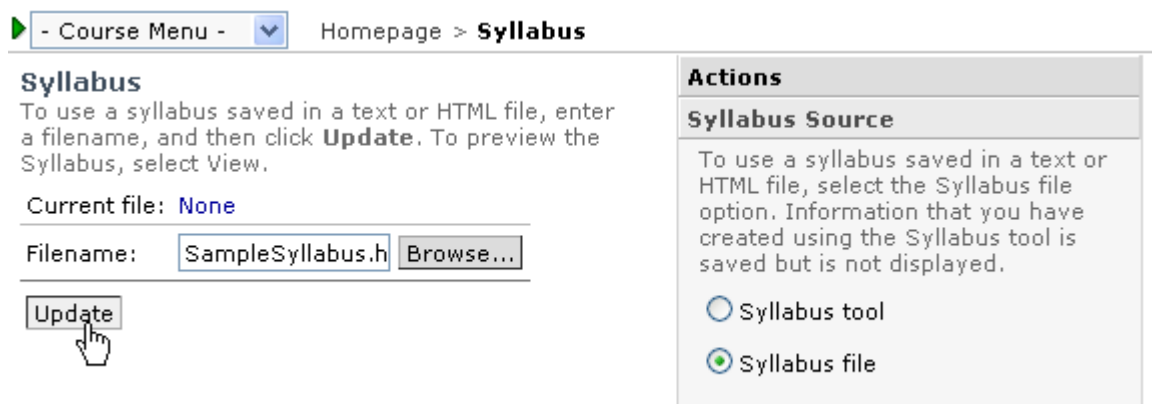 - Course Menu -
Homepage > Syllabus
Syllabus
To use a syllabus saved in a text or HTML file, enter
a filename, and then click Update. To preview the
Syllabus, select View.
Current file: None
Filename: SampleSyllabus.h Browse...
Update
Actions
Syllabus Source
To use a syllabus saved in a text or
HTML file, select the Syllabus file
option. Information that you have
created using the Syllabus tool is
saved but is not displayed.
Syllabus tool
Syllabus file